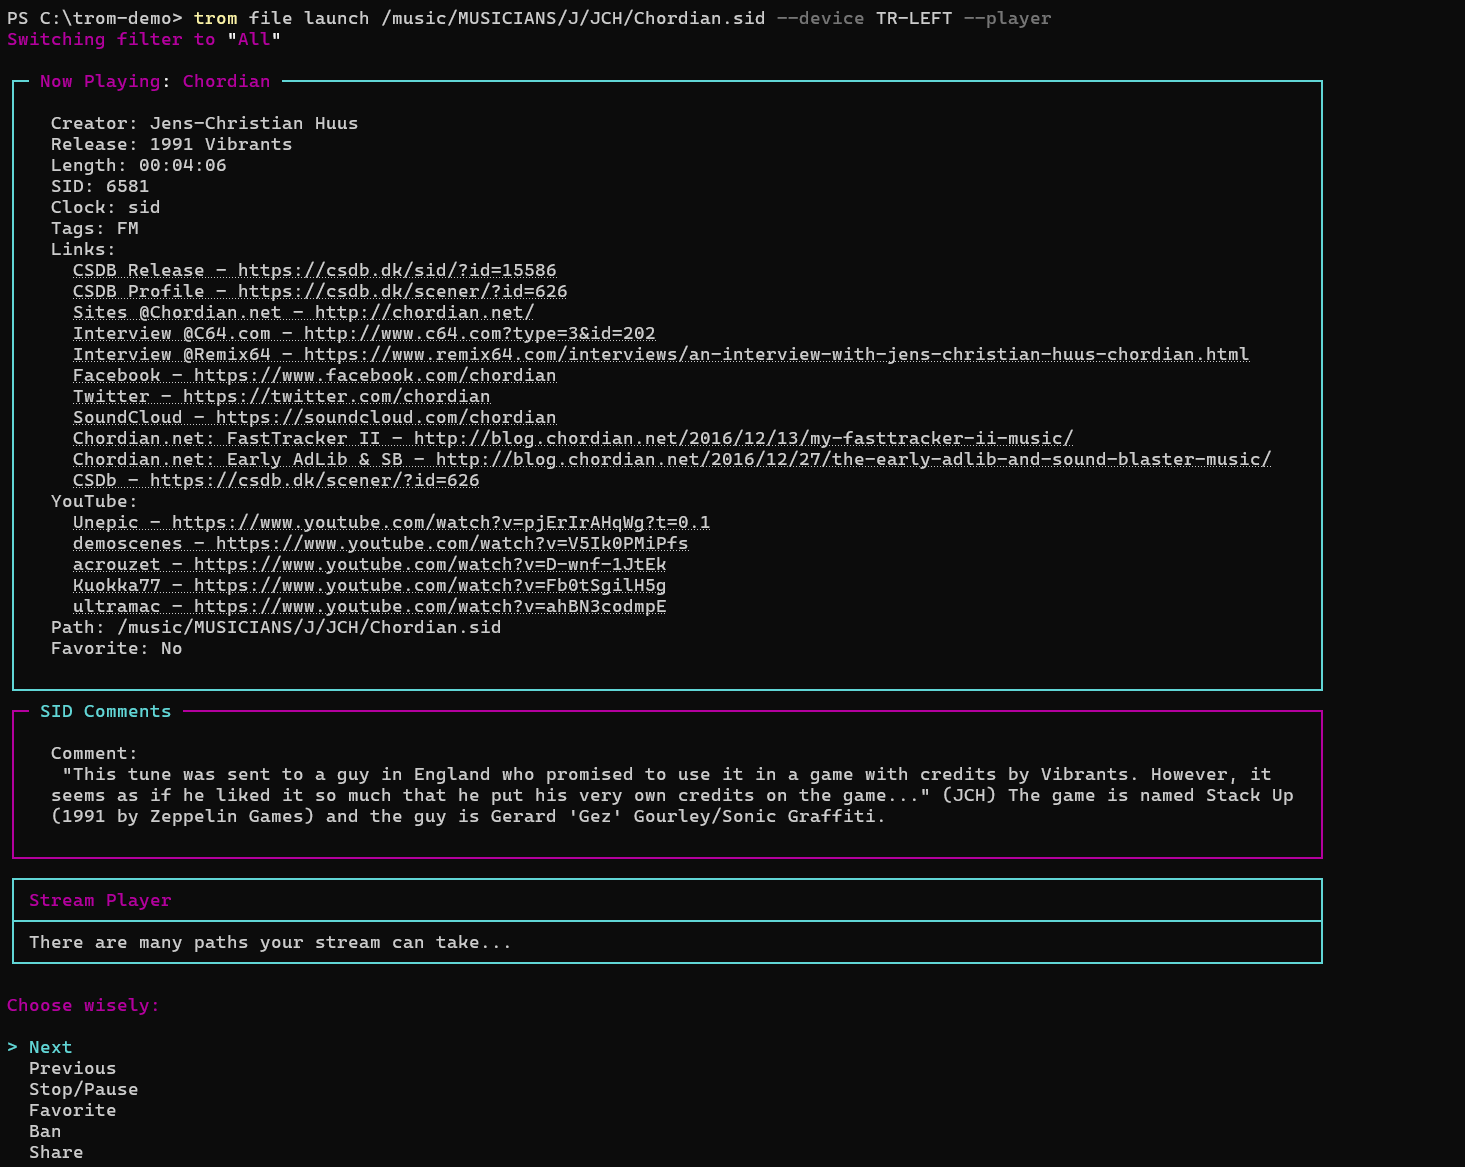 PS C:\trom-demo> trom file launch /music/MUSICIANS/J/JCH/Chordian.sid --device TR-LEFT --player
Switching filter to "All"
Now Playing: Chordian
Creator: Jens-Christian Huus
Release: 1991 Vibrants
Length: 00:04:06
SID: 6581
Clock: sid
Tags: FM
Links:
CSDB Release - https://csdb.dk/sid/?id=15586
CSDB Profile - https://csdb.dk/scener/?id=626
Sites @Chordian.net - http://chordian.net/
Interview @C64.com - http://www.c64.com?type=3&id=202
Interview @Remix64 - https://www.remix64.com/interviews/an-interview-with-jens-christian-huus-chordian.html
Facebook - https://www.facebook.com/chordian
Twitter - https://twitter.com/chordian
SoundCloud - https://soundcloud.com/chordian
Chordian.net: FastTracker II - http://blog.chordian.net/2016/12/13/my-fasttracker-ii-music/
Chordian.net: Early AdLib & SB - http://blog.chordian.net/2016/12/27/the-early-adlib-and-sound-blaster-music/
CSDb - https://csdb.dk/scener/?id=626
YouTube:
Unepic - https://www.youtube.com/watch?v=pjErIrAHqWg?t=0.1
demoscenes - https://www.youtube.com/watch?v=V5Ik0PMiPfs
acrouzet - https://www.youtube.com/watch?v=D-wnf-1JtEk
Kuokka77 - https://www.youtube.com/watch?v=Fb0tSgilH5g
ultramac - https://www.youtube.com/watch?v=ahBN3codmpE
Path: /music/MUSICIANS/J/JCH/Chordian.sid
Favorite: No
SID Comments
Comment:
"This tune was sent to a guy in England who promised to use it in a game with credits by Vibrants. However, it
seems as if he liked it so much that he put his very own credits on the game..." (JCH) The game is named Stack Up
(1991 by Zeppelin Games) and the guy is Gerard 'Gez' Gourley/Sonic Graffiti.
Stream Player
There are many paths your stream can take...
Choose wisely:
> Next
Previous
Stop/Pause
Favorite
Ban
Share